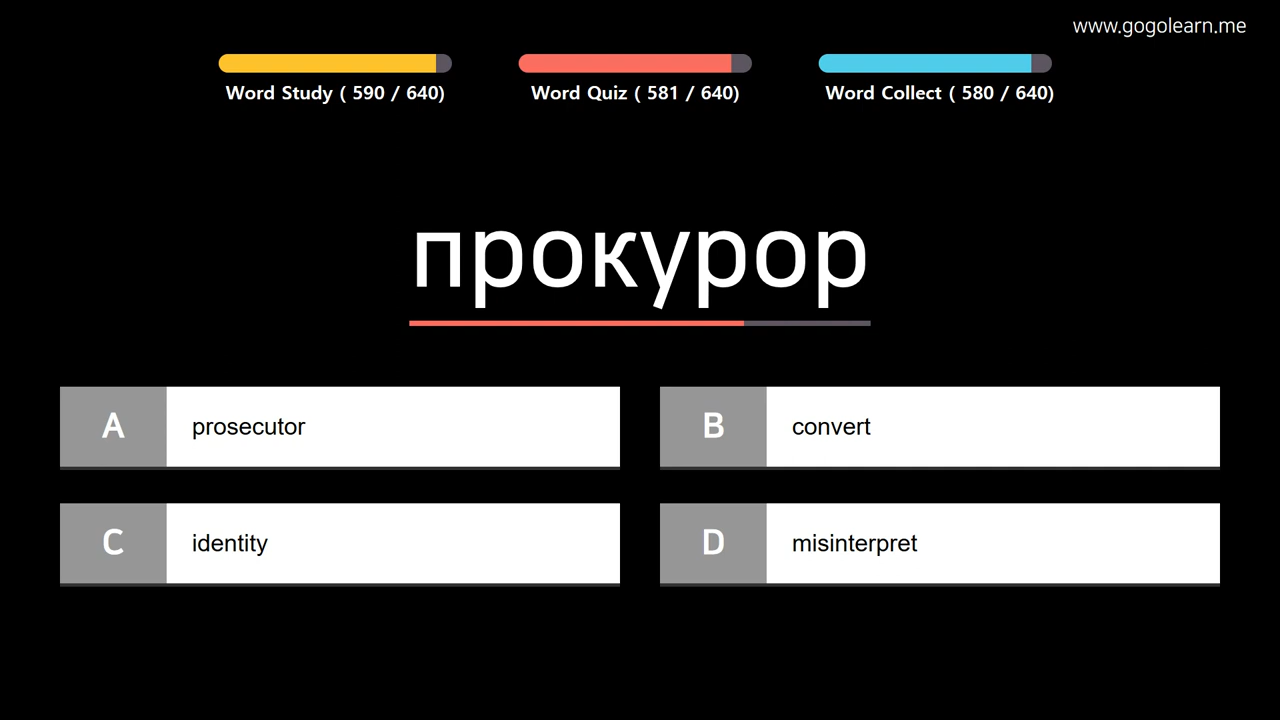 www.gogolearn.me
Word Study ( 590 / 640)
Word Quiz ( 581 / 640)
Word Collect ( 580 / 640)
прокурор
A prosecutor
B convert
C identity
D misinterpret